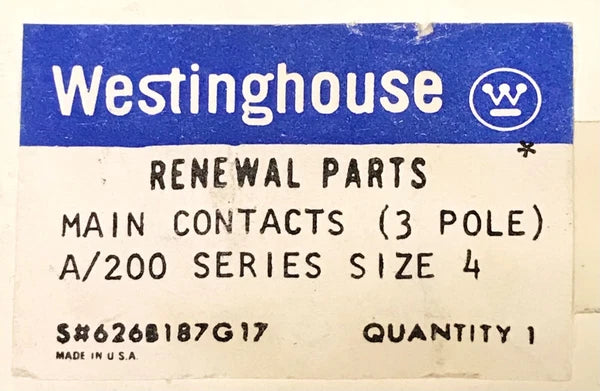 Westinghouse W
*
RENEWAL PARTS
MAIN CONTACTS (3 POLE)
A/200 SERIES SIZE 4
S#626B187G17 QUANTITY 1
MADE IN U.S.A.